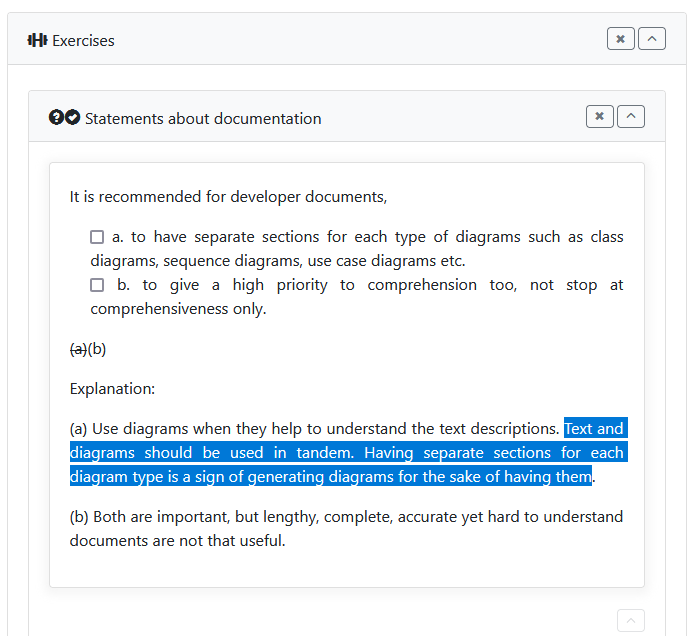 Exercises
Statements about documentation
It is recommended for developer documents,
a. to have separate sections for each type of diagrams such as class
diagrams, sequence diagrams, use case diagrams etc.
b. to give a high priority to comprehension too, not stop at
comprehensiveness only.
(a)(b)
Explanation:
(a) Use diagrams when they help to understand the text descriptions. Text and
diagrams should be used in tandem. Having separate sections for each
diagram type is a sign of generating diagrams for the sake of having them.
(b) Both are important, but lengthy, complete, accurate yet hard to understand
documents are not that useful.